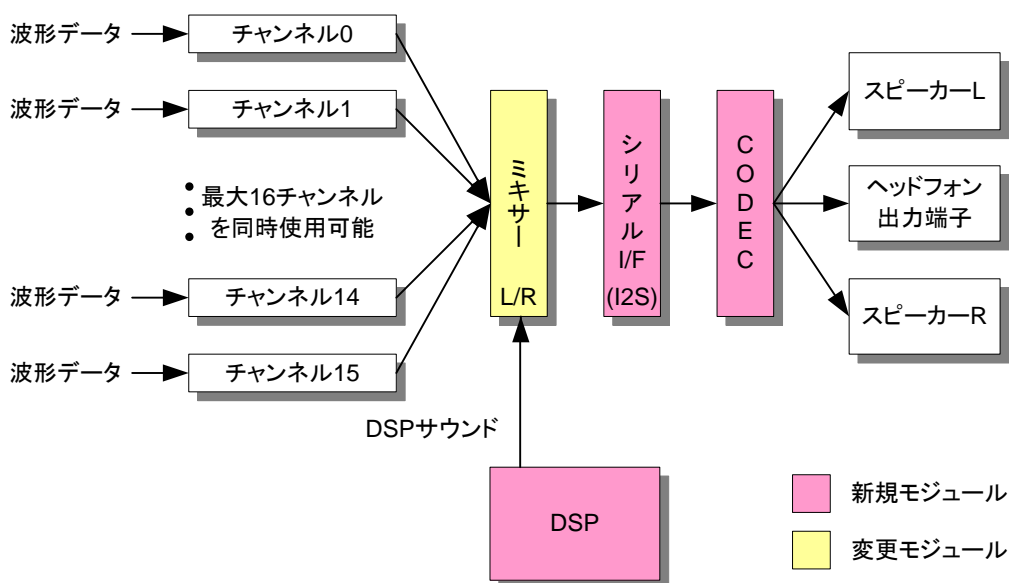 波形データ
チャンネル0
波形データ
チャンネル1
最大16チャンネル
を同時使用可能
波形データ
チャンネル14
波形データ
チャンネル15
ミキサー
L/R
シリアル
I/F
(I2S)
CODEC
スピーカーL
ヘッドフォン
出力端子
スピーカーR
DSPサウンド
DSP
新規モジュール
変更モジュール